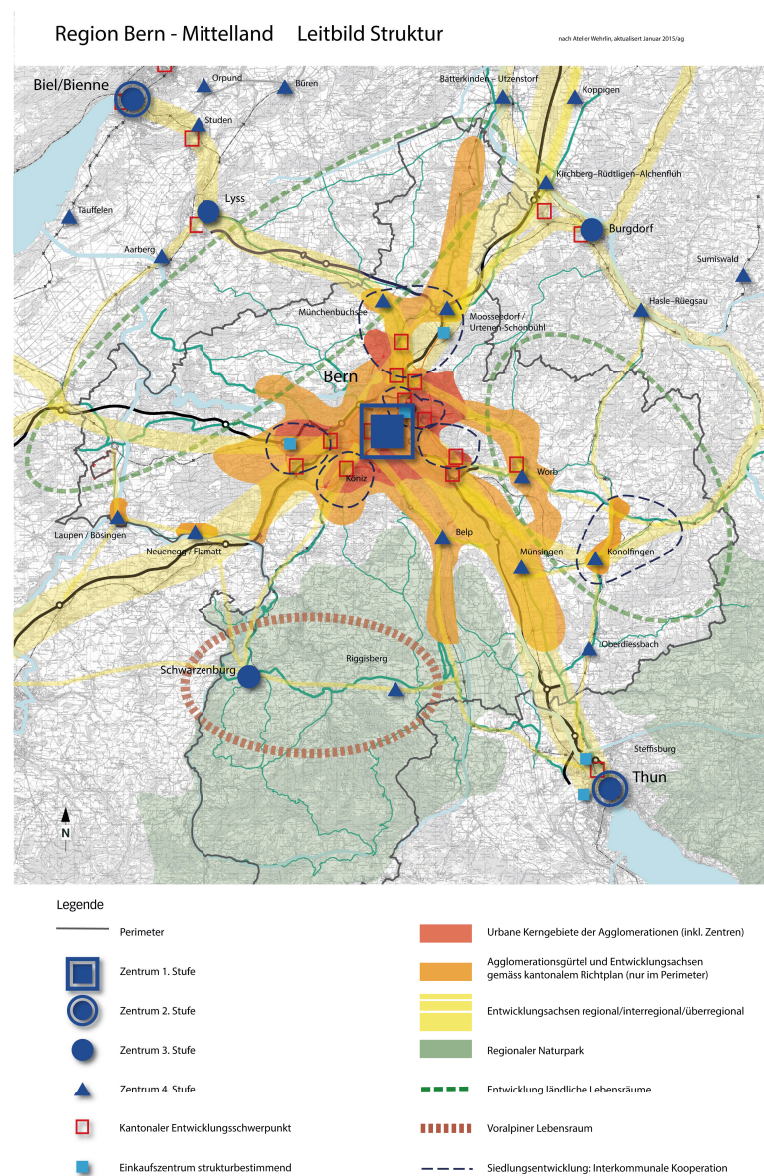 Region Bern - Mittelland Leitbild Struktur
nach Atelier Wehrlin, aktualisert Januar 2015/ag
Biel/Bienne
Orpund
Büren
Bätterkinden – Utzenstorf
Koppigen
Studen
Kirchberg–Rüdtligen–Alchenflüh
Lyss
Täuffelen
Burgdorf
Aarberg
Sumiswald
Hasle–Rüegsau
Münchenbuchsee
Moosseedorf /
Urtenen-Schönbühl
Bern
Köniz
Worb
Laupen / Bösingen
Neuenegg / Flamatt
Belp
Münsingen
Konolfingen
Oberdiessbach
Riggisberg
Schwarzenburg
Steffisburg
Thun
N
Legende
Perimeter
Zentrum 1. Stufe
Zentrum 2. Stufe
Zentrum 3. Stufe
Zentrum 4. Stufe
Kantonaler Entwicklungsschwerpunkt
Einkaufszentrum strukturbestimmend
Urbane Kerngebiete der Agglomerationen (inkl. Zentren)
Agglomerationsgürtel und Entwicklungsachsen
gemäss kantonalem Richtplan (nur im Perimeter)
Entwicklungsachsen regional/interregional/überregional
Regionaler Naturpark
Entwicklung ländliche Lebensräume
Voralpiner Lebensraum
Siedlungsentwicklung: Interkommunale Kooperation